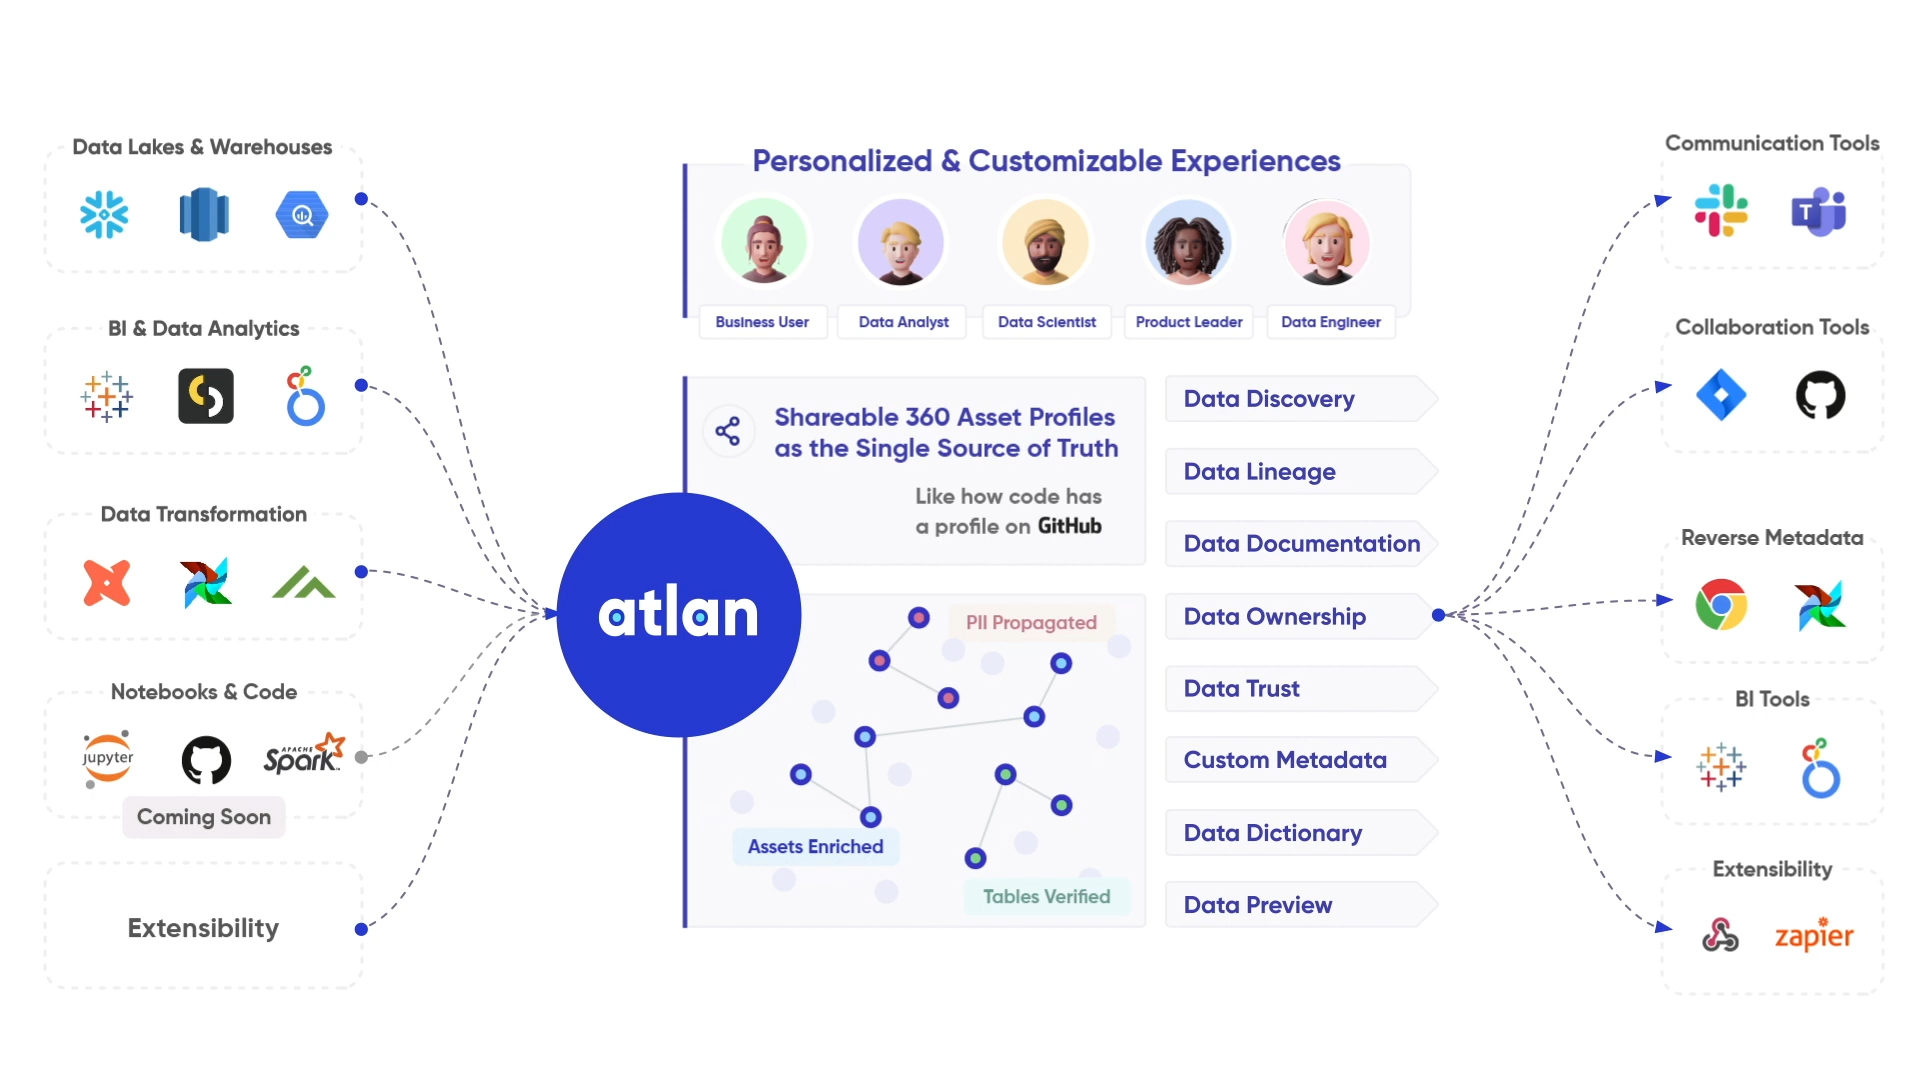 Data Lakes & Warehouses
BI & Data Analytics
Data Transformation
Notebooks & Code
jupyter
APACHE
Spark
Coming Soon
Extensibility
atlan
Personalized & Customizable Experiences
Business User
Data Analyst
Data Scientist
Product Leader
Data Engineer
Shareable 360 Asset Profiles
as the Single Source of Truth
Like how code has
a profile on GitHub
PII Propagated
Assets Enriched
Tables Verified
Data Discovery
Data Lineage
Data Documentation
Data Ownership
Data Trust
Custom Metadata
Data Dictionary
Data Preview
Communication Tools
T
Collaboration Tools
Reverse Metadata
BI Tools
Extensibility
zapier